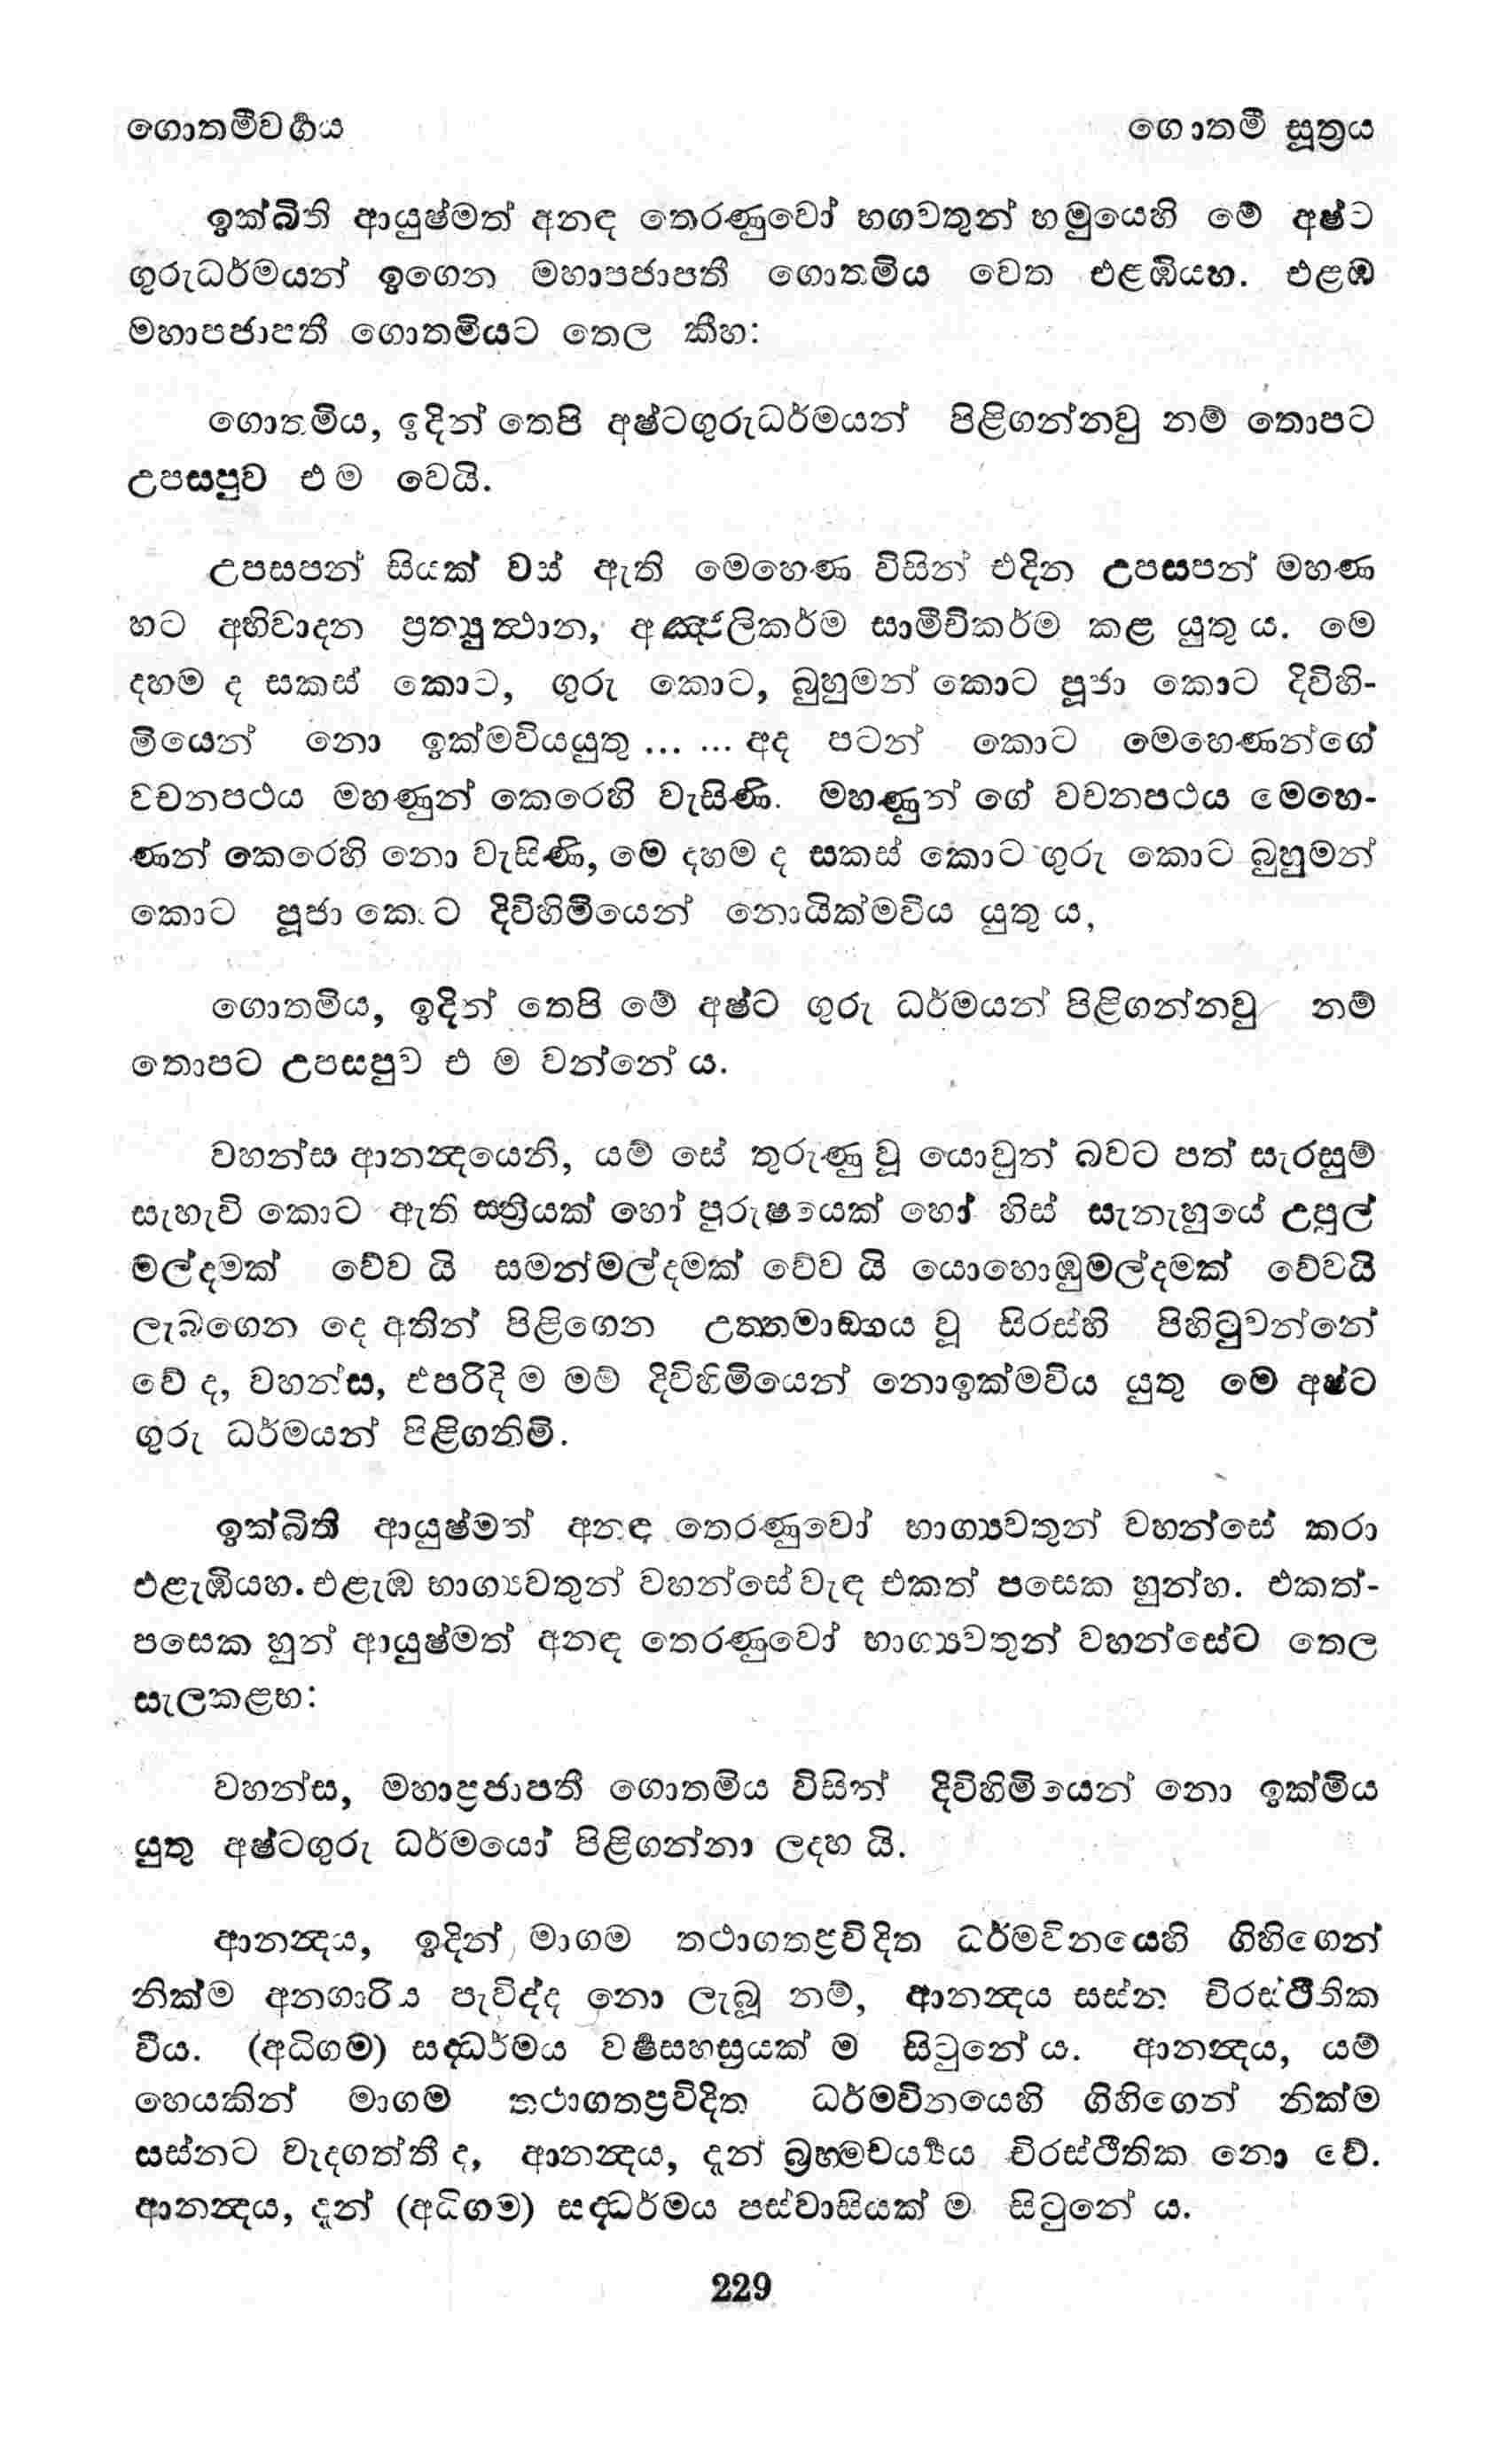 ගොතමීවර්‍ගය ගොතමී සූත්‍රය
ඉක්බිති ආයුෂ්මත් අනඳ තෙරණුවෝ භගවතුන් හමුයෙහි මේ අෂ්ට
ගුරුධර්මයන් ඉගෙන මහාපජාපතී ගොතමිය වෙත එළඹියහ. එළඹ
මහාපජාපතී ගොතමියට තෙල කීහ:
ගොතමිය, ඉදින් තෙපි අෂ්ටගුරුධර්මයන් පිළිගන්නවු නම් තොපට
උපසපුව එ ම වෙයි.
උපසපන් සියක් වස් ඇති මෙහෙණ විසින් එදින උපසපන් මහණ
හට අභිවාදන ප්‍රත්‍යුත්‍ථාන, අඤ්ජලිකර්ම සාමීචිකර්ම කළ යුතු ය. මෙ
දහම ද සකස් කොට, ගුරු කොට, බුහුමන් කොට පූජා කොට දිවිහි-
මියෙන් නො ඉක්මවියයුතු ... ... අද පටන් කොට මෙහෙණන්ගේ
වචනපථය මහණුන් කෙරෙහි වැසිණි. මහණුන් ගේ වචනපථය මෙහෙ-
ණන් කෙරෙහි නො වැසිණි, මෙ දහම ද සකස් කොට ගුරු කොට බුහුමන්
කොට පූජා කොට දිවිහිමියෙන් නොයික්මවිය යුතු ය,
ගොතමිය, ඉදින් තෙපි මේ අෂ්ට ගුරු ධර්මයන් පිළිගන්නවු නම්
තොපට උපසපුව එ ම වන්නේ ය.
වහන්ස ආනන්‍දයෙනි, යම් සේ තුරුණු වූ යොවුන් බවට පත් සැරසුම්
සැහැවි කොට ඇති ස්ත්‍රියක් හෝ පුරුෂයෙක් හෝ හිස් සැනැහුයේ උපුල්
මල්දමක් වේව යි සමන්මල්දමක් වේව යි යොහොඹුමල්දමක් වේවයි
ලැබගෙන දෙ අතින් පිළිගෙන උත්තමාඞ්ගය වූ සිරස්හි පිහිටුවන්නේ
වේ ද, වහන්ස, එපරිදි ම මම් දිවිහිමියෙන් නොඉක්මවිය යුතු මෙ අෂ්ට
ගුරු ධර්මයන් පිළිගනිමි.
ඉක්බිති ආයුෂ්මත් අනඳ තෙරණුවෝ භාග්‍යවතුන් වහන්සේ කරා
එළැඹියහ. එළැඹ භාග්‍යවතුන් වහන්සේ වැඳ එකත් පසෙක හුන්හ. එකත්-
පසෙක හුන් ආයුෂ්මත් අනඳ තෙරණුවෝ භාග්‍යවතුන් වහන්සේට තෙල
සැලකළහ:
වහන්ස, මහාප්‍රජාපතී ගොතමිය විසින් දිවිහිමියෙන් නො ඉක්මිය
යුතු අෂ්ටගුරු ධර්මයෝ පිළිගන්නා ලදහ යි.
ආනන්‍දය, ඉදින් මාගම තථාගතප්‍රවිදිත ධර්මවිනයෙහි ගිහිගෙන්
නික්ම අනගාරිය පැවිද්ද නො ලැබූ නම්, ආනන්‍දය සස්න චිරස්ථිතික
වීය. (අධිගම) සද්ධර්මය වර්‍ෂසහස්‍රයක් ම සිටුනේ ය. ආනන්‍දය, යම්
හෙයකින් මාගම තථාගතප්‍රවිදිත ධර්මවිනයෙහි ගිහිගෙන් නික්ම
සස්නට වැදගත්තී ද, ආනන්‍දය, දැන් බ්‍රහ්මචර්‍ය්‍යය චිරස්ථිතික නො වේ.
ආනන්‍දය, දැන් (අධිගම) සද්ධර්මය පස්වාසියක් ම සිටුනේ ය.
229